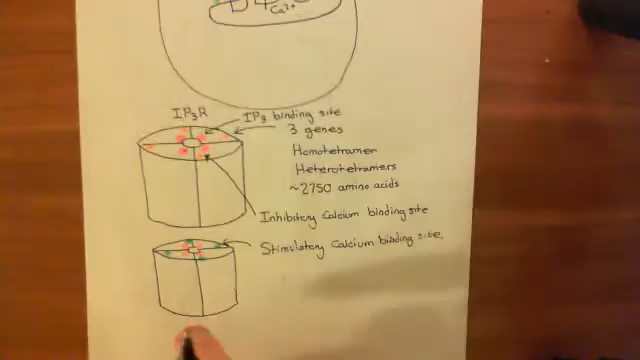 Ca²⁺
IP₃R
IP₃ binding site
3 genes
Homotetramer
Heterotetramers
~2750 amino acids
Inhibitory Calcium binding site
Stimulatory Calcium binding site.